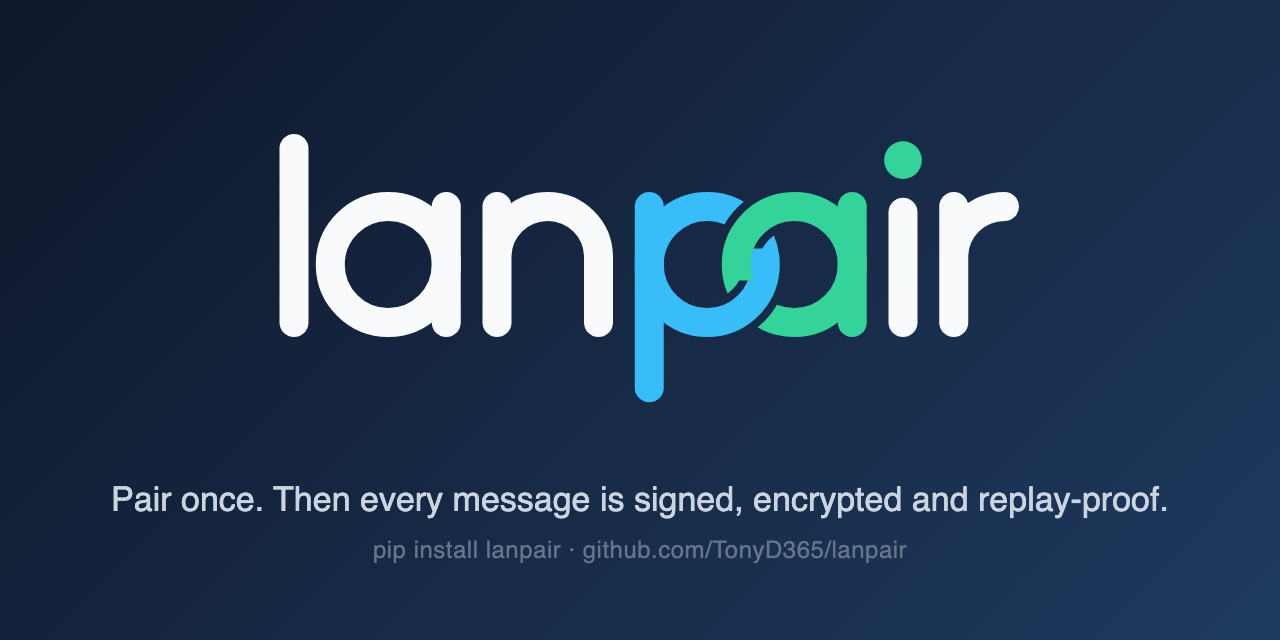 lanpair
Pair once. Then every message is signed, encrypted and replay-proof.
pip install lanpair · github.com/TonyD365/lanpair